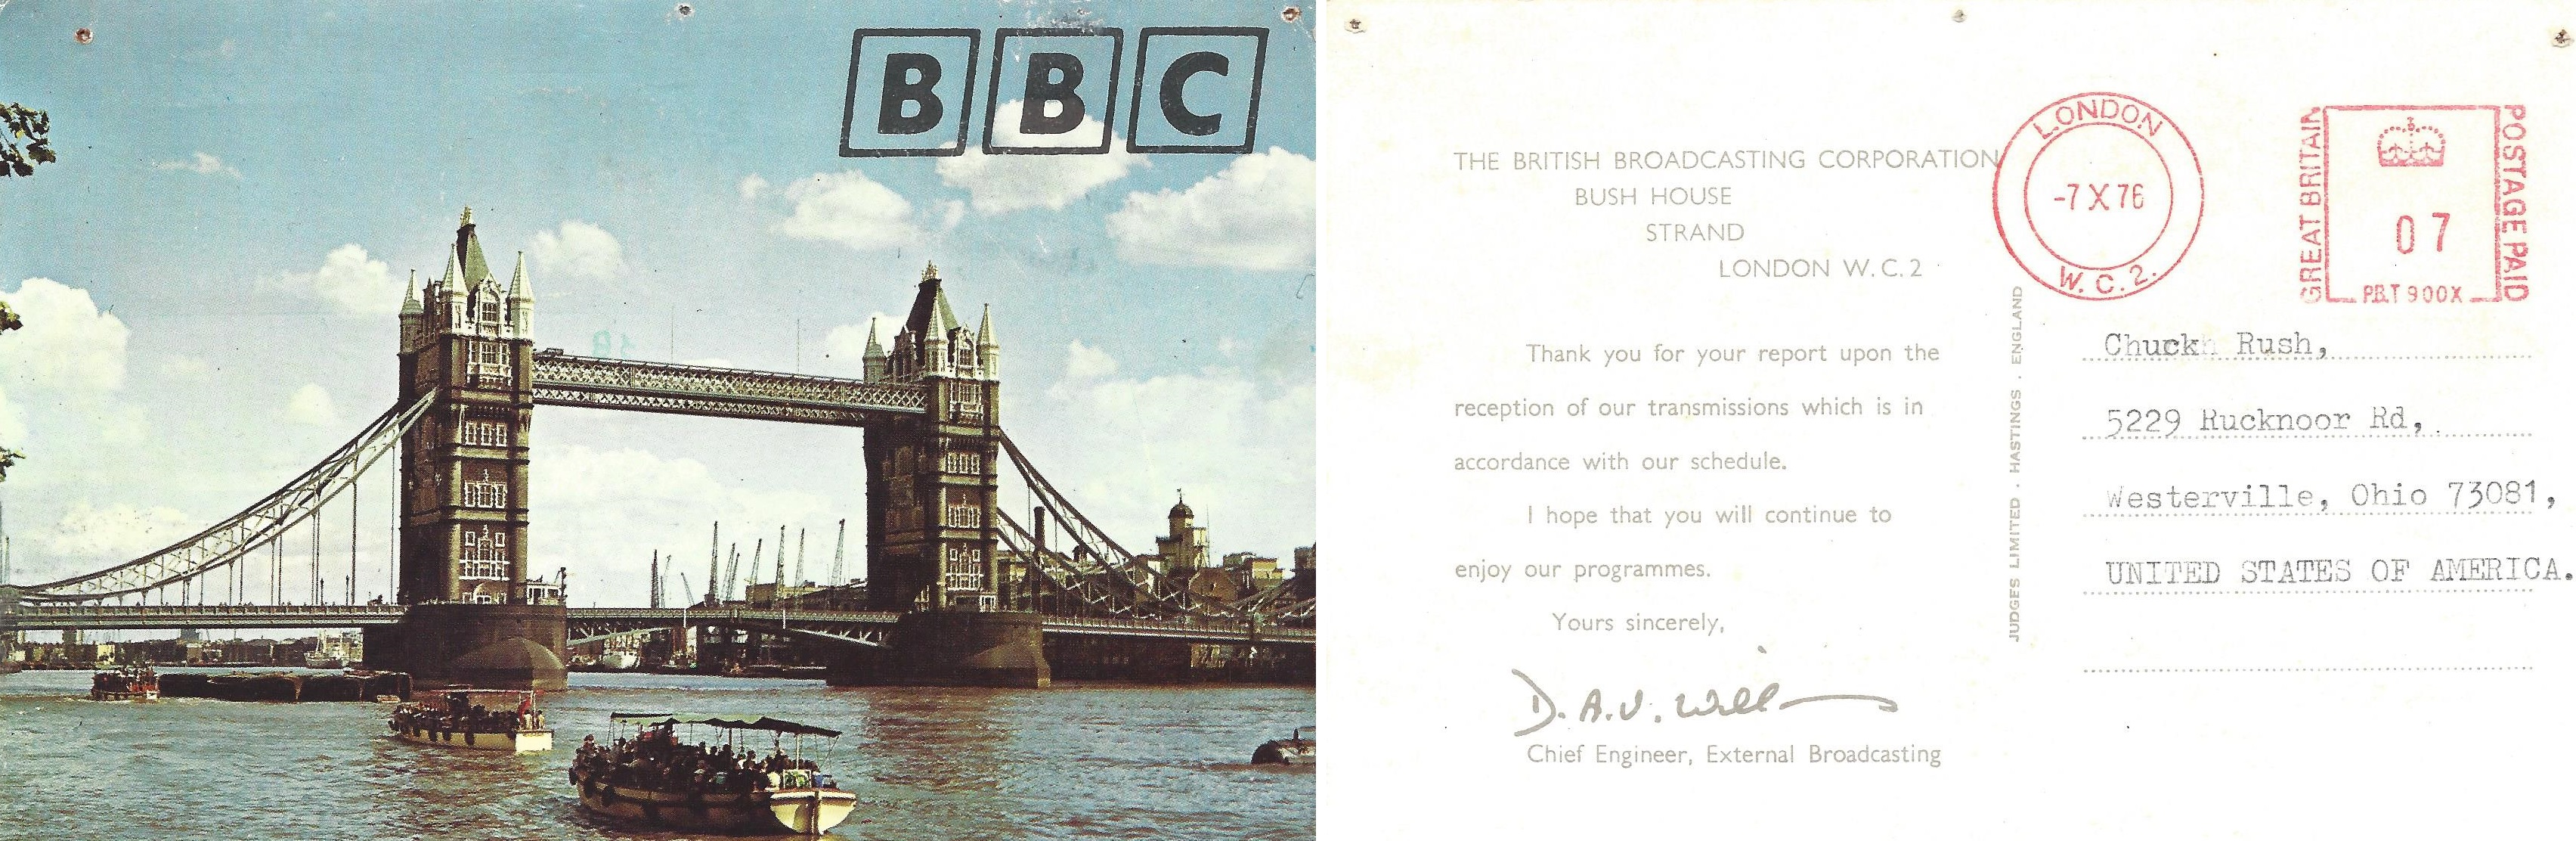 BBC
THE BRITISH BROADCASTING CORPORATION
BUSH HOUSE
STRAND
LONDON W.C.2
Thank you for your report upon the
reception of our transmissions which is in
accordance with our schedule.
I hope that you will continue to
enjoy our programmes.
Yours sincerely,
D.A.V. Will
Chief Engineer, External Broadcasting
JUDGES LIMITED . HASTINGS . ENGLAND
LONDON
-7 X 76
W.C.2.
GREAT BRITAIN
07
P.B.T 900X
POSTAGE PAID
Chuck Rush,
5229 Rucknoor Rd,
Westerville, Ohio 73081,
UNITED STATES OF AMERICA.